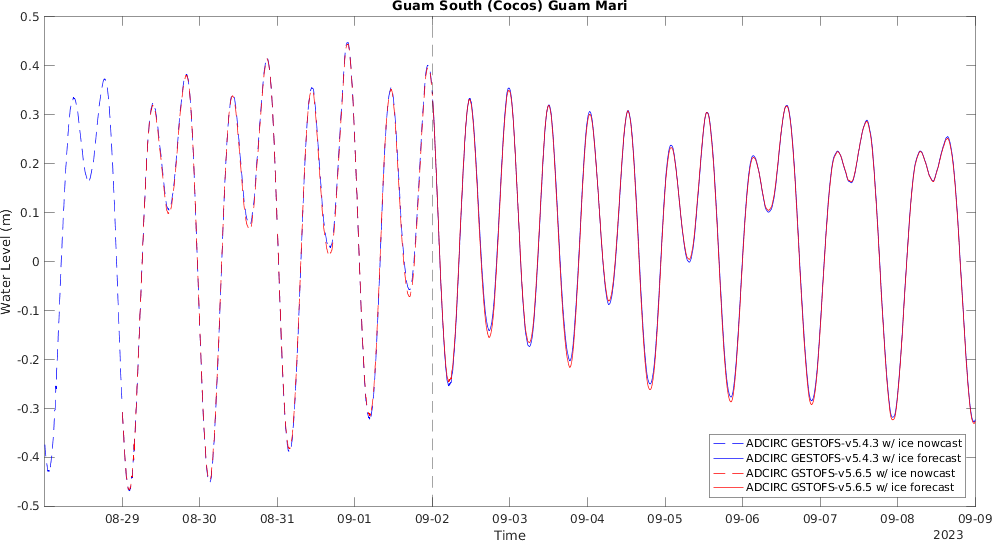 Guam South (Cocos) Guam Mari
0.5
0.4
0.3
0.2
0.1
0
-0.1
-0.2
-0.3
-0.4
-0.5
Water Level (m)
08-29 08-30 08-31 09-01 09-02 09-03 09-04 09-05 09-06 09-07 09-08 09-09
Time
2023
ADCIRC GESTOFS-v5.4.3 w/ ice nowcast
ADCIRC GESTOFS-v5.4.3 w/ ice forecast
ADCIRC GSTOFS-v5.6.5 w/ ice nowcast
ADCIRC GSTOFS-v5.6.5 w/ ice forecast